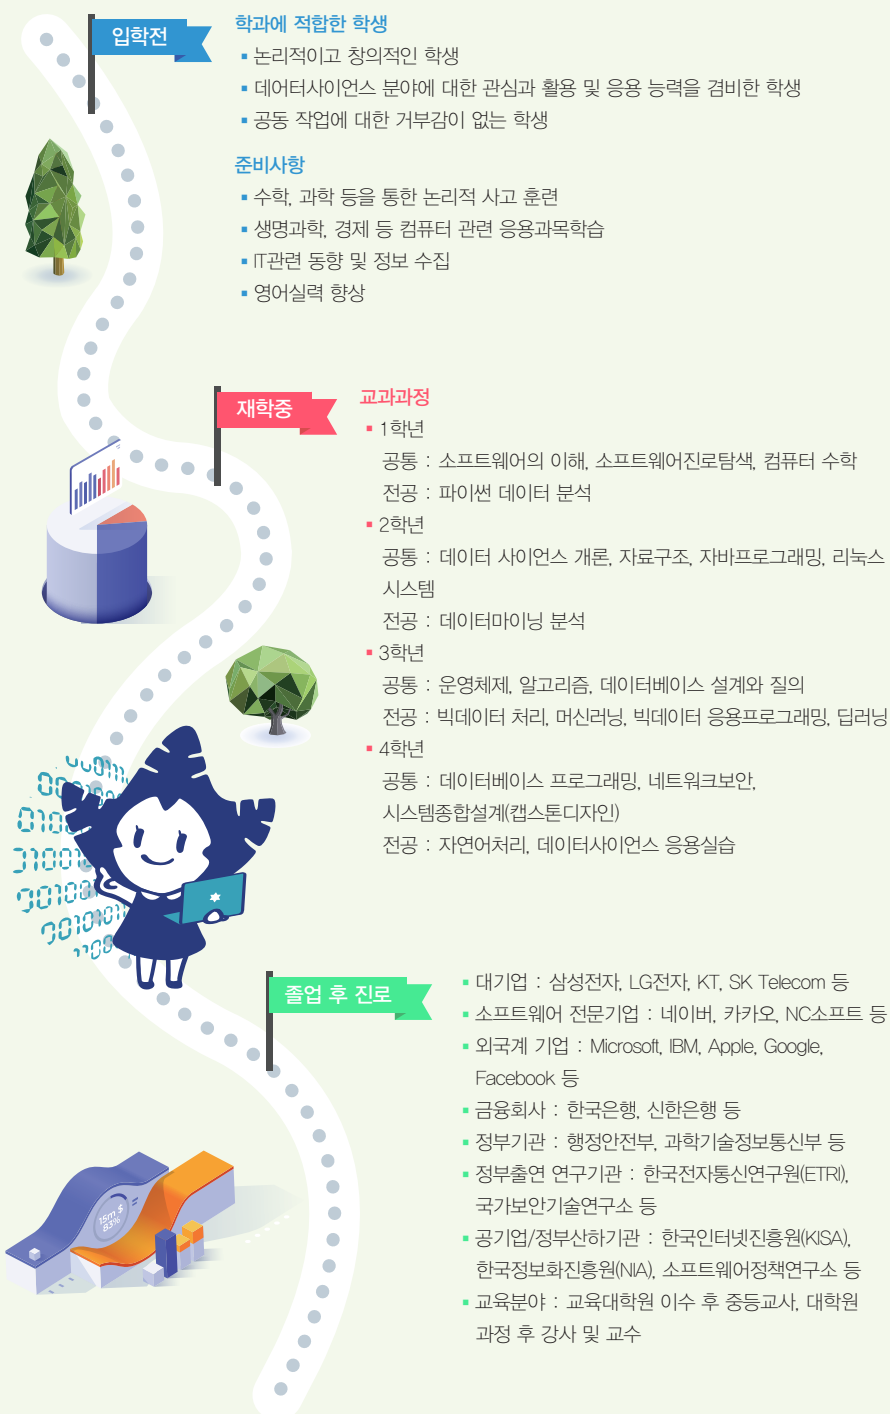 입학전
학과에 적합한 학생
▪ 논리적이고 창의적인 학생
▪ 데어터사이언스 분야에 대한 관심과 활용 및 응용 능력을 겸비한 학생
▪ 공동 작업에 대한 거부감이 없는 학생
준비사항
▪ 수학, 과학 등을 통한 논리적 사고 훈련
▪ 생명과학, 경제 등 컴퓨터 관련 응용과목학습
▪ IT관련 동향 및 정보 수집
▪ 영어실력 향상
재학중
교과과정
▪ 1학년
공통 : 소프트웨어의 이해, 소프트웨어진로탐색, 컴퓨터 수학
전공 : 파이썬 데이터 분석
▪ 2학년
공통 : 데이터 사이언스 개론, 자료구조, 자바프로그래밍, 리눅스
시스템
전공 : 데이터마이닝 분석
▪ 3학년
공통 : 운영체제, 알고리즘, 데이터베이스 설계와 질의
전공 : 빅데이터 처리, 머신러닝, 빅데이터 응용프로그래밍, 딥러닝
▪ 4학년
공통 : 데이터베이스 프로그래밍, 네트워크보안,
시스템종합설계(캡스톤디자인)
전공 : 자연어처리, 데이터사이언스 응용실습
졸업 후 진로
▪ 대기업 : 삼성전자, LG전자, KT, SK Telecom 등
▪ 소프트웨어 전문기업 : 네이버, 카카오, NC소프트 등
▪ 외국계 기업 : Microsoft, IBM, Apple, Google,
Facebook 등
▪ 금융회사 : 한국은행, 신한은행 등
▪ 정부기관 : 행정안전부, 과학기술정보통신부 등
▪ 정부출연 연구기관 : 한국전자통신연구원(ETRI),
국가보안기술연구소 등
▪ 공기업/정부산하기관 : 한국인터넷진흥원(KISA),
한국정보화진흥원(NIA), 소프트웨어정책연구소 등
▪ 교육분야 : 교육대학원 이수 후 중등교사, 대학원
과정 후 강사 및 교수
15m $
83%